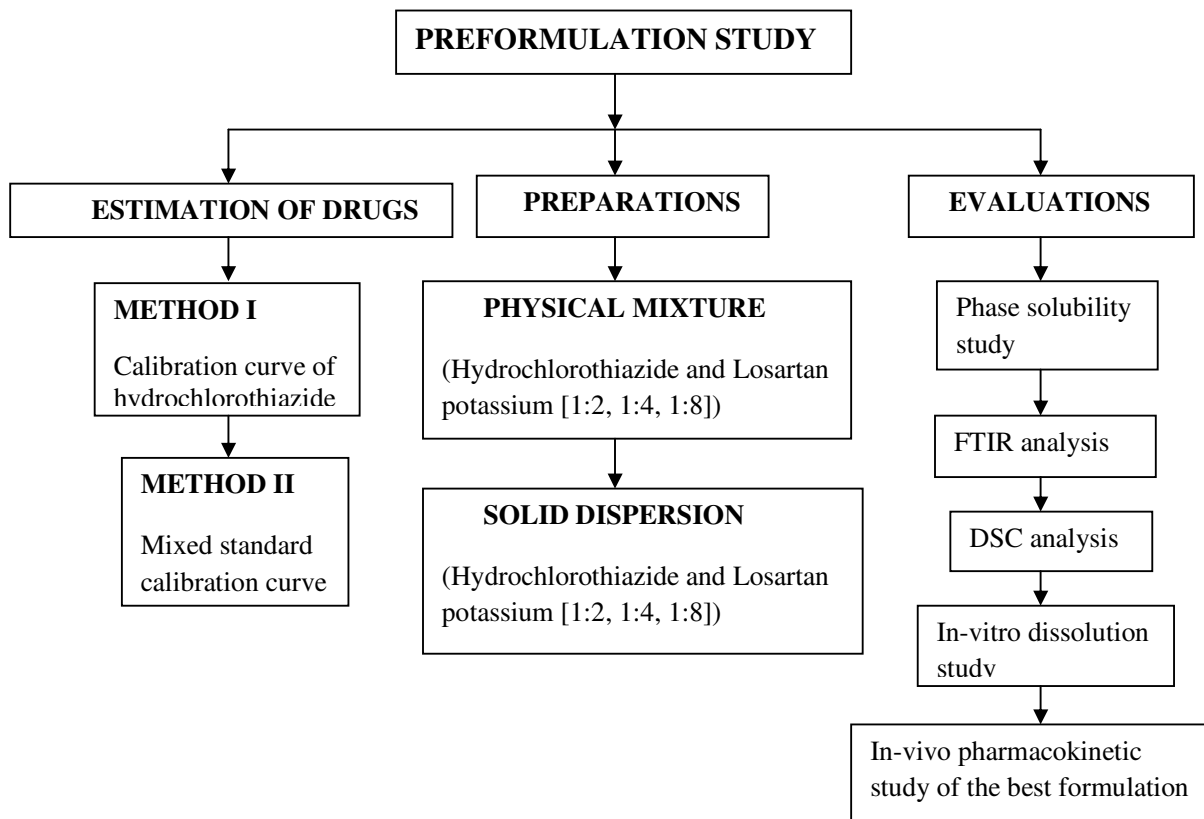 PREFORMULATION STUDY
ESTIMATION OF DRUGS
METHOD I
Calibration curve of
hydrochlorothiazide
METHOD II
Mixed standard
calibration curve
PREPARATIONS
PHYSICAL MIXTURE
(Hydrochlorothiazide and Losartan
potassium [1:2, 1:4, 1:8])
SOLID DISPERSION
(Hydrochlorothiazide and Losartan
potassium [1:2, 1:4, 1:8])
EVALUATIONS
Phase solubility
study
FTIR analysis
DSC analysis
In-vitro dissolution
study
In-vivo pharmacokinetic
study of the best formulation